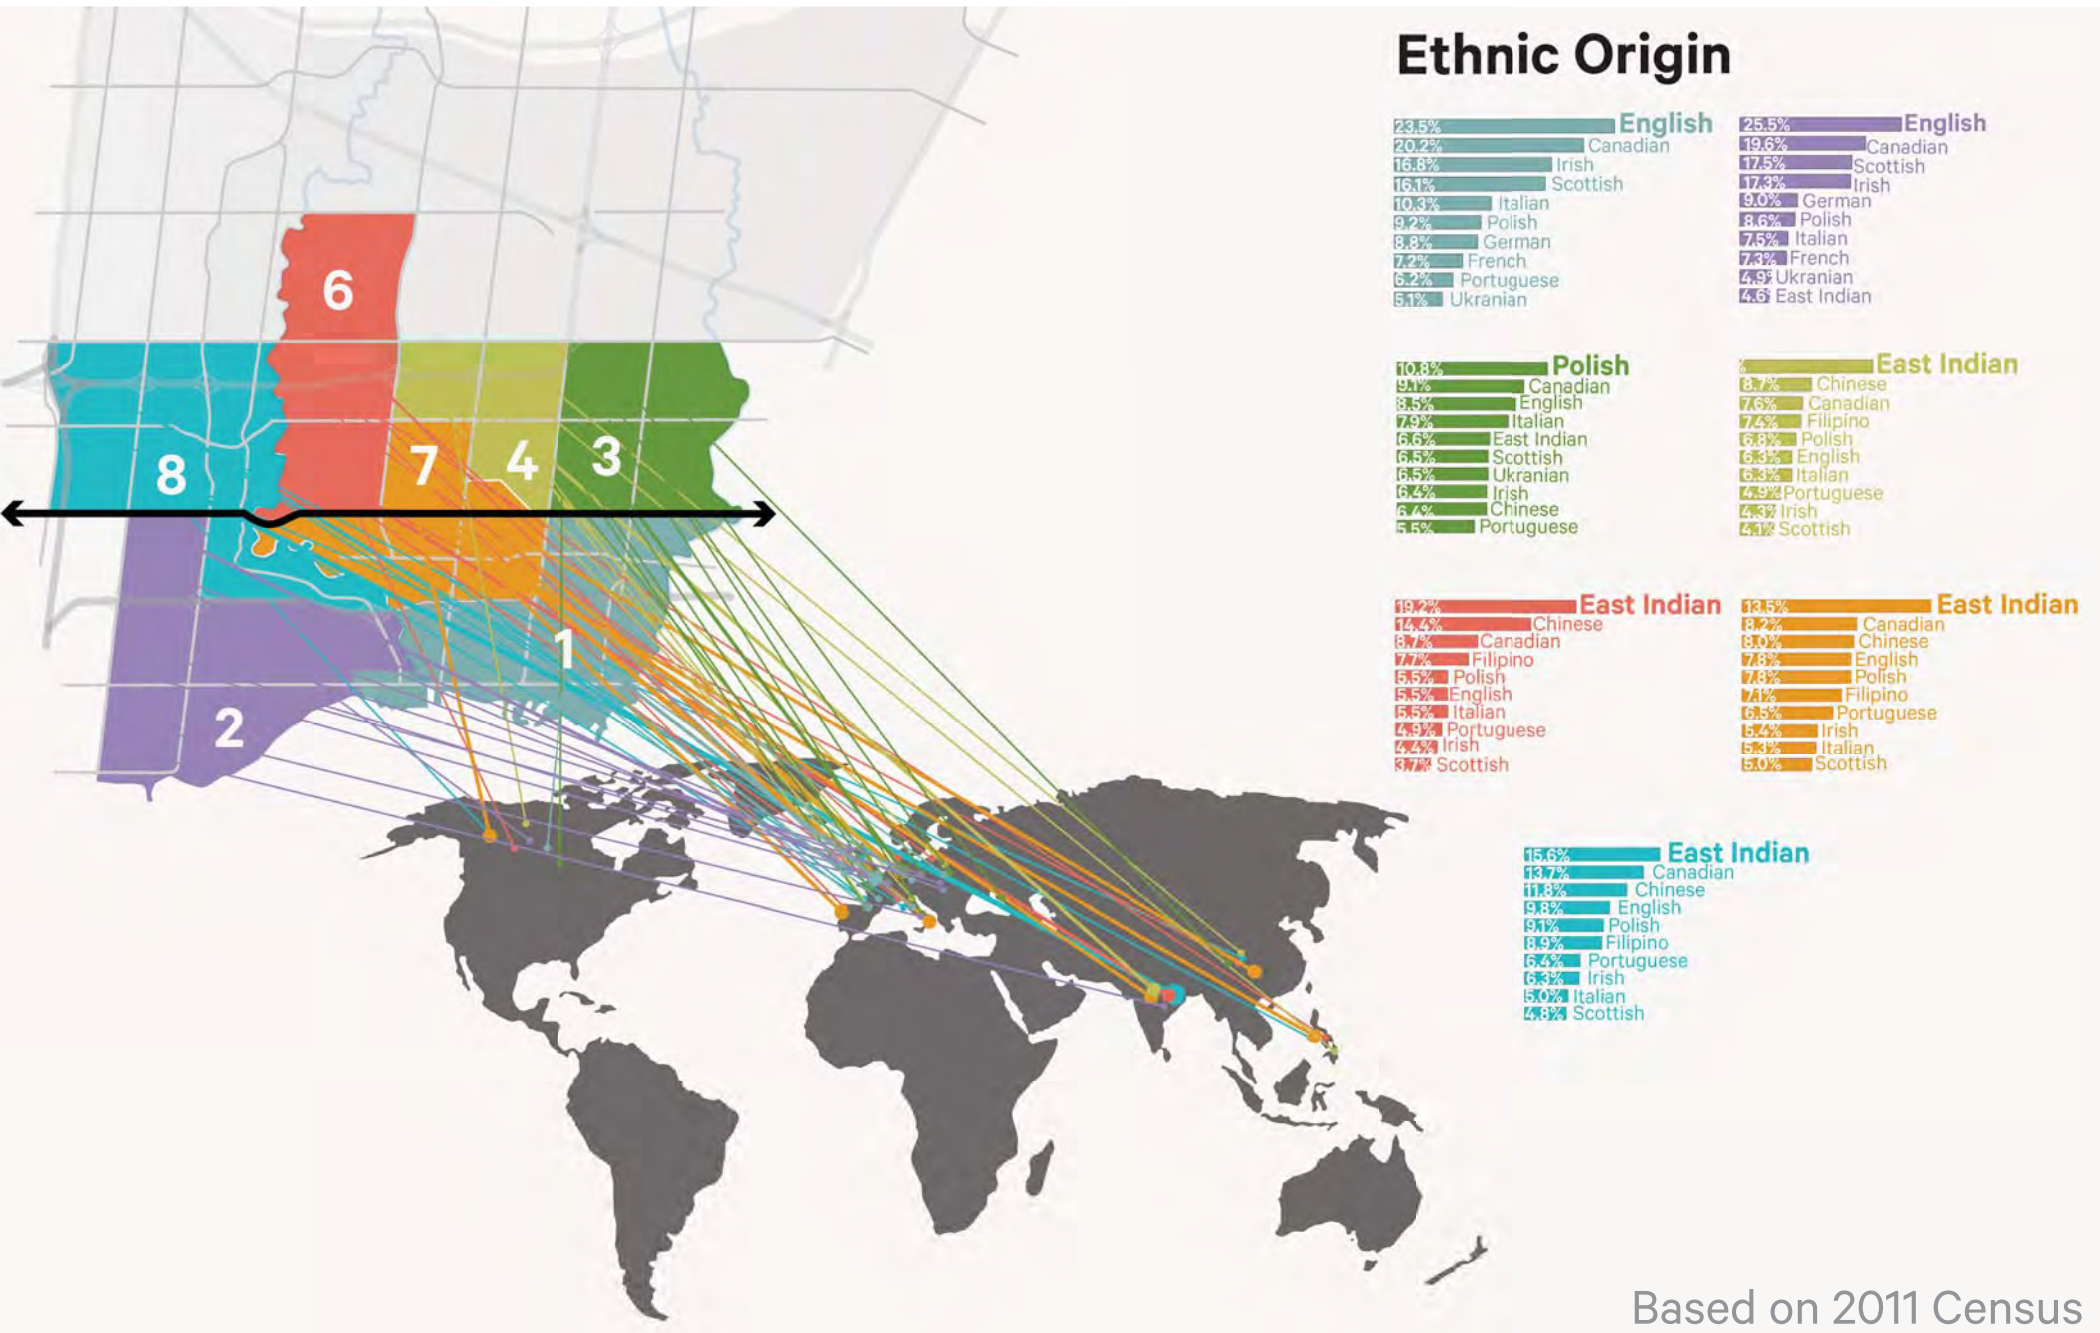 Ethnic Origin
23.5% English
20.2% Canadian
16.8% Irish
16.1% Scottish
10.3% Italian
9.2% Polish
8.8% German
7.2% French
6.2% Portuguese
5.1% Ukranian
25.5% English
19.6% Canadian
17.5% Scottish
17.3% Irish
9.0% German
8.6% Polish
7.5% Italian
7.3% French
4.9% Ukranian
4.6 East Indian
10.8% Polish
9.1% Canadian
8.5% English
7.9% Italian
6.6% East Indian
6.5% Scottish
6.5% Ukranian
6.4% Irish
6.4% Chinese
5.5% Portuguese
% East Indian
8.7% Chinese
7.6% Canadian
7.4% Filipino
6.8% Polish
6.3% English
6.3% Italian
4.9% Portuguese
4.3% Irish
4.1% Scottish
19.2% East Indian
14.4% Chinese
8.7% Canadian
7.7% Filipino
5.5% Polish
5.5% English
5.5% Italian
4.9% Portuguese
4.4% Irish
3.7% Scottish
13.5% East Indian
8.2% Canadian
8.0% Chinese
7.8% English
7.8% Polish
7.1% Filipino
6.5% Portuguese
5.4% Irish
5.3% Italian
5.0% Scottish
15.6% East Indian
13.7% Canadian
11.8% Chinese
9.8% English
9.1% Polish
8.9% Filipino
6.4% Portuguese
6.3% Irish
5.0% Italian
4.8% Scottish
6
7
4
3
8
1
2
Based on 2011 Census